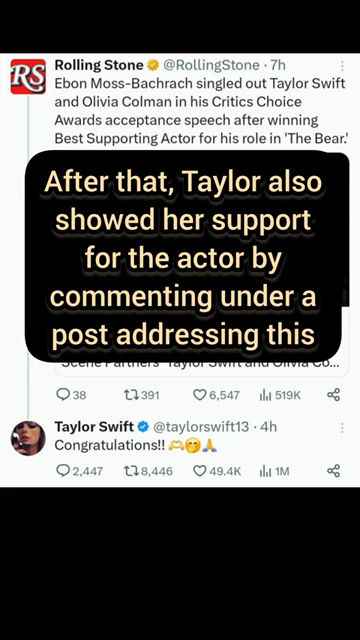 RS
Rolling Stone @RollingStone · 7h
Ebon Moss-Bachrach singled out Taylor Swift
and Olivia Colman in his Critics Choice
Awards acceptance speech after winning
Best Supporting Actor for his role in 'The Bear.'
After that, Taylor also
showed her support
for the actor by
commenting under a
post addressing this
Scene Partners' Taylor Swift and Olivia Co...
38 391 6,547 519K
Taylor Swift @taylorswift13 · 4h
Congratulations!! 🫶🤭🙏
2,447 8,446 49.4K 1M